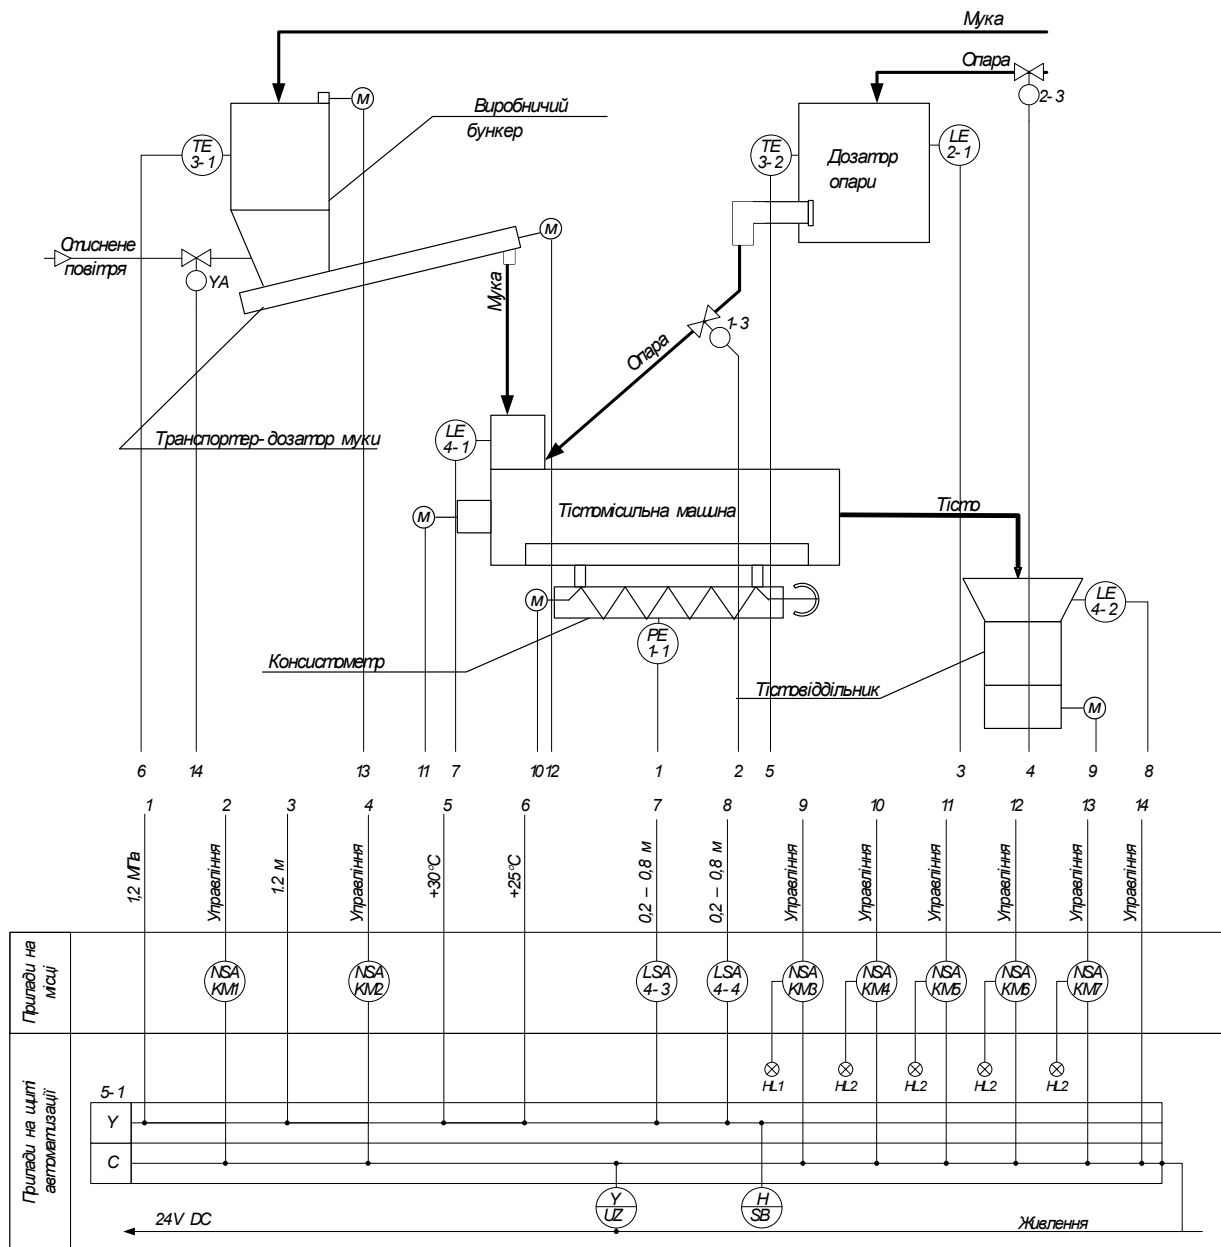 Мука
Опара
2-3
M
Виробничий
бункер
TE
3-1
TE
3-2
Дозатор
опари
LE
2-1
Стиснене
повітря
YA
M
Мука
1-3
Опара
Транспортер-дозатор муки
LE
4-1
M
Тістомісильна машина
Тісто
M
PE
1-1
LE
4-2
Консистометр
Тістовіддільник
M
6 14 13 11 7 10 12 1 2 5 3 4 9 8
1 2 3 4 5 6 7 8 9 10 11 12 13 14
1,2 МПа
Управління
1.2 м
Управління
+30°C
+25°C
0,2 – 0,8 м
0,2 – 0,8 м
Управління
Управління
Управління
Управління
Управління
Управління
Прилади на
місці
NSA
KM1
NSA
KM2
LSA
4-3
LSA
4-4
NSA
KM3
NSA
KM4
NSA
KM5
NSA
KM6
NSA
KM7
HL1 HL2 HL2 HL2 HL2
Прилади на щиті
автоматизації
5-1
Y
C
Y
UZ
H
SB
24V DC
Живлення